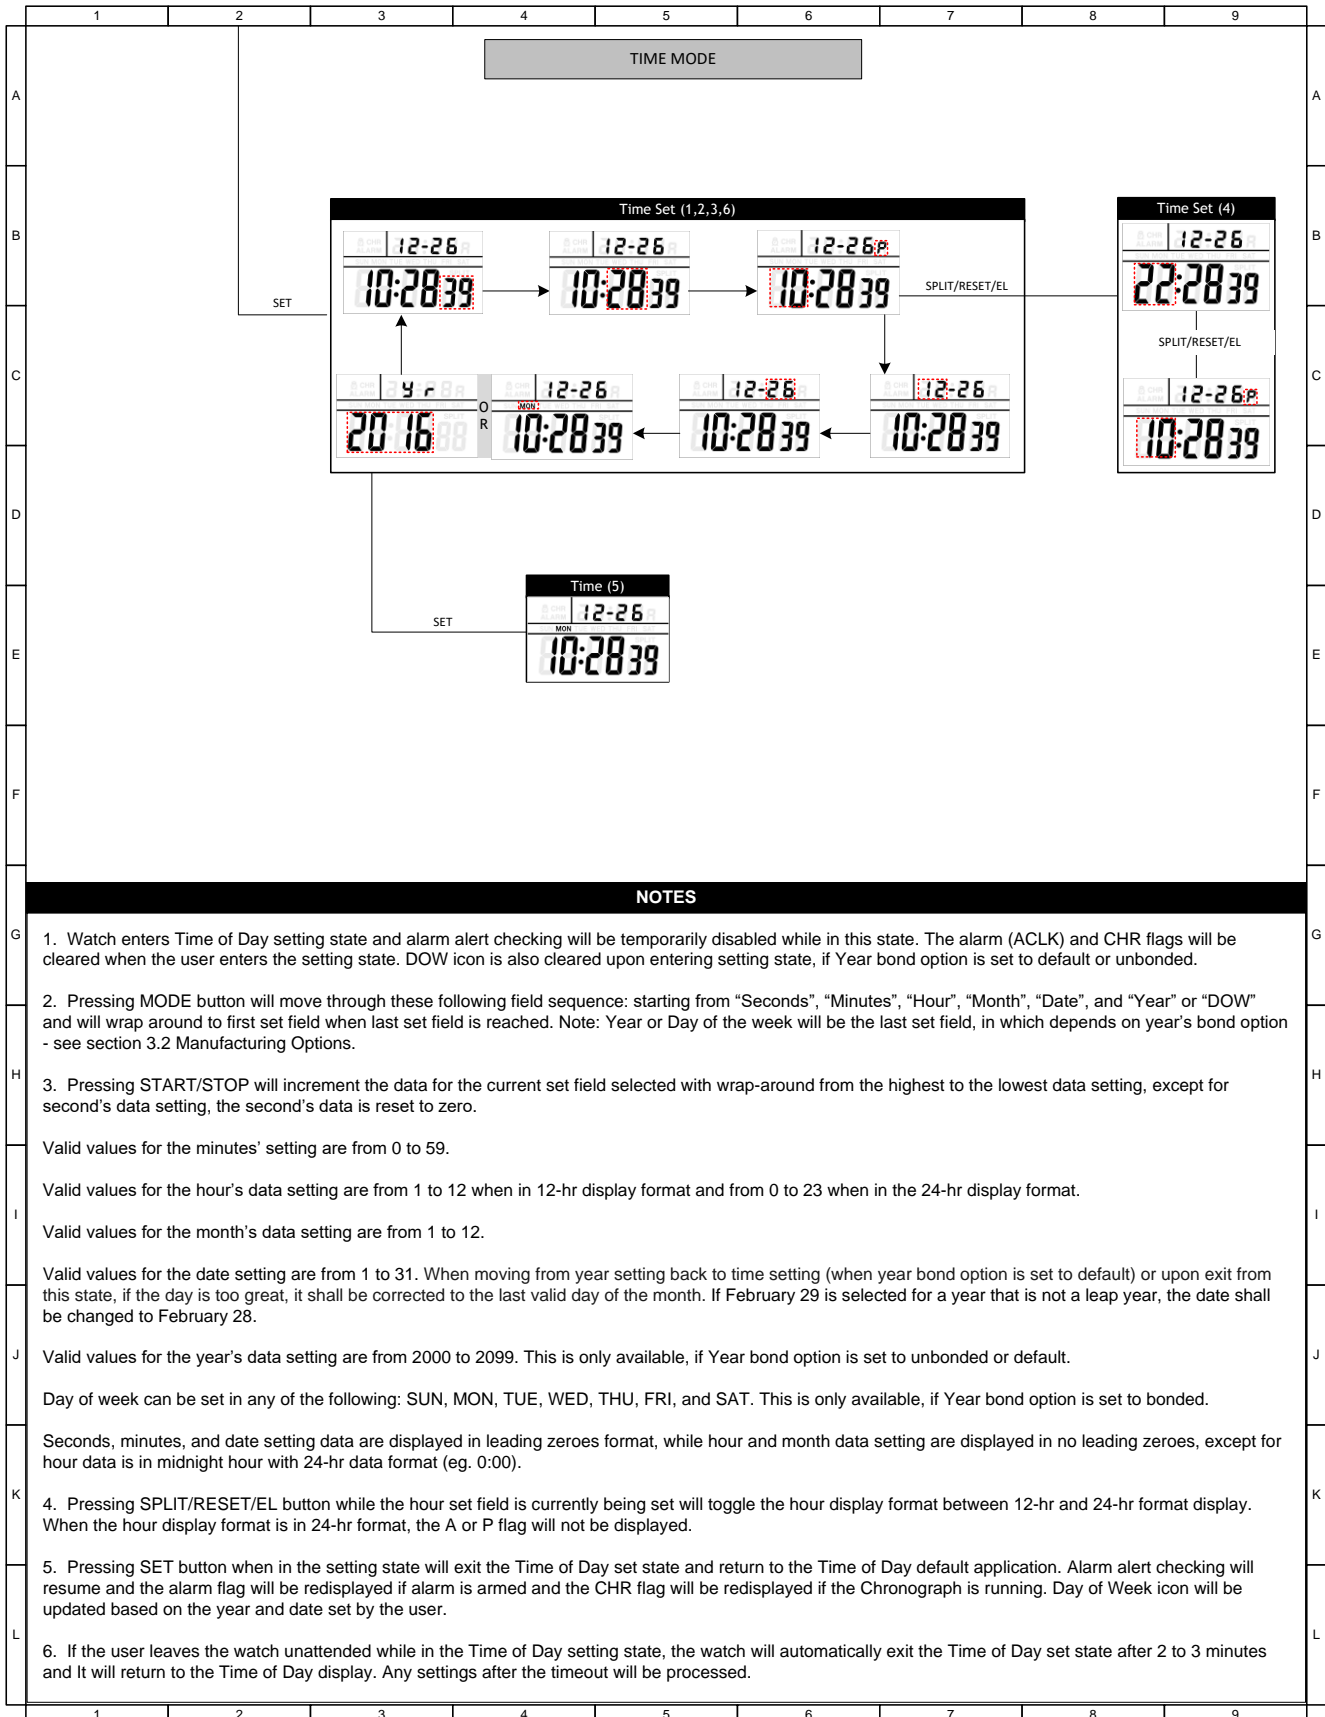 1 2 3 4 5 6 7 8 9
TIME MODE
A A
B B
C C
D D
E E
F F
G G
H H
I I
J J
K K
L L
Time Set (1,2,3,6)
Time Set (4)
12-26
10:28 39
12-26
10:28 39
12-26 P
10:28 39
SPLIT/RESET/EL
12-26
22:28 39
SET
SPLIT/RESET/EL
yr
20 16
OR
12-26
MON
10:28 39
12-26
10:28 39
12-26
10:28 39
12-26 P
10:28 39
SET
Time (5)
12-26
MON
10:28 39
NOTES
1. Watch enters Time of Day setting state and alarm alert checking will be temporarily disabled while in this state. The alarm (ACLK) and CHR flags will be
cleared when the user enters the setting state. DOW icon is also cleared upon entering setting state, if Year bond option is set to default or unbonded.
2. Pressing MODE button will move through these following field sequence: starting from “Seconds”, “Minutes”, “Hour”, “Month”, “Date”, and “Year” or “DOW”
and will wrap around to first set field when last set field is reached. Note: Year or Day of the week will be the last set field, in which depends on year’s bond option
- see section 3.2 Manufacturing Options.
3. Pressing START/STOP will increment the data for the current set field selected with wrap-around from the highest to the lowest data setting, except for
second’s data setting, the second’s data is reset to zero.
Valid values for the minutes’ setting are from 0 to 59.
Valid values for the hour’s data setting are from 1 to 12 when in 12-hr display format and from 0 to 23 when in the 24-hr display format.
Valid values for the month’s data setting are from 1 to 12.
Valid values for the date setting are from 1 to 31. When moving from year setting back to time setting (when year bond option is set to default) or upon exit from
this state, if the day is too great, it shall be corrected to the last valid day of the month. If February 29 is selected for a year that is not a leap year, the date shall
be changed to February 28.
Valid values for the year’s data setting are from 2000 to 2099. This is only available, if Year bond option is set to unbonded or default.
Day of week can be set in any of the following: SUN, MON, TUE, WED, THU, FRI, and SAT. This is only available, if Year bond option is set to bonded.
Seconds, minutes, and date setting data are displayed in leading zeroes format, while hour and month data setting are displayed in no leading zeroes, except for
hour data is in midnight hour with 24-hr data format (eg. 0:00).
4. Pressing SPLIT/RESET/EL button while the hour set field is currently being set will toggle the hour display format between 12-hr and 24-hr format display.
When the hour display format is in 24-hr format, the A or P flag will not be displayed.
5. Pressing SET button when in the setting state will exit the Time of Day set state and return to the Time of Day default application. Alarm alert checking will
resume and the alarm flag will be redisplayed if alarm is armed and the CHR flag will be redisplayed if the Chronograph is running. Day of Week icon will be
updated based on the year and date set by the user.
6. If the user leaves the watch unattended while in the Time of Day setting state, the watch will automatically exit the Time of Day set state after 2 to 3 minutes
and It will return to the Time of Day display. Any settings after the timeout will be processed.
1 2 3 4 5 6 7 8 9